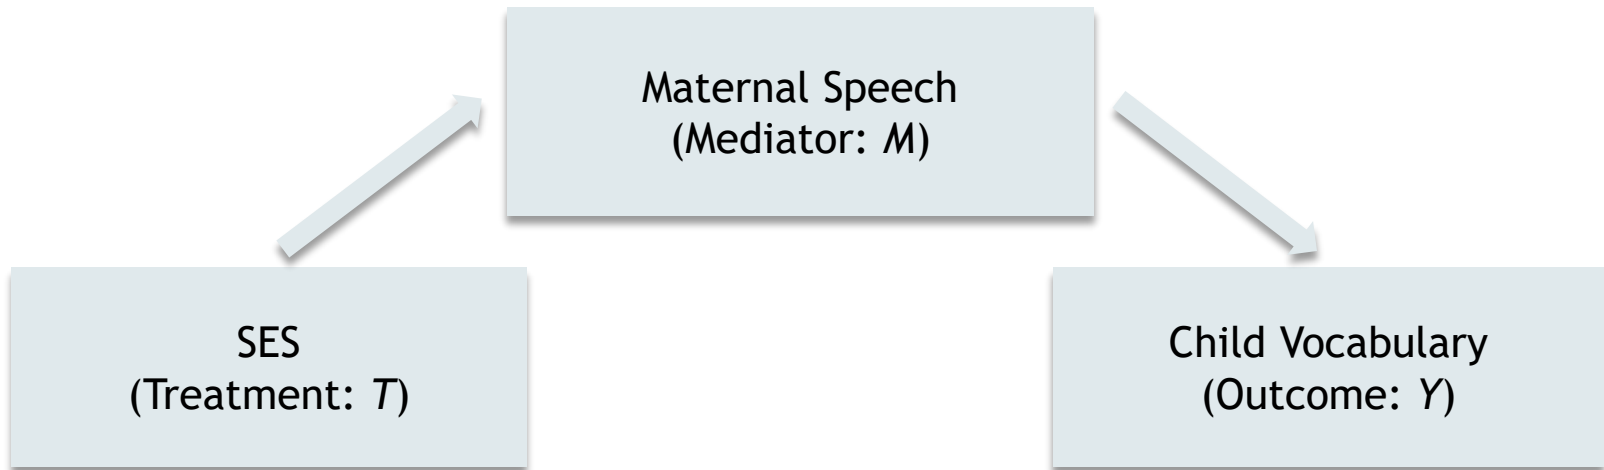 Maternal Speech
(Mediator: M)
SES
(Treatment: T)
Child Vocabulary
(Outcome: Y)